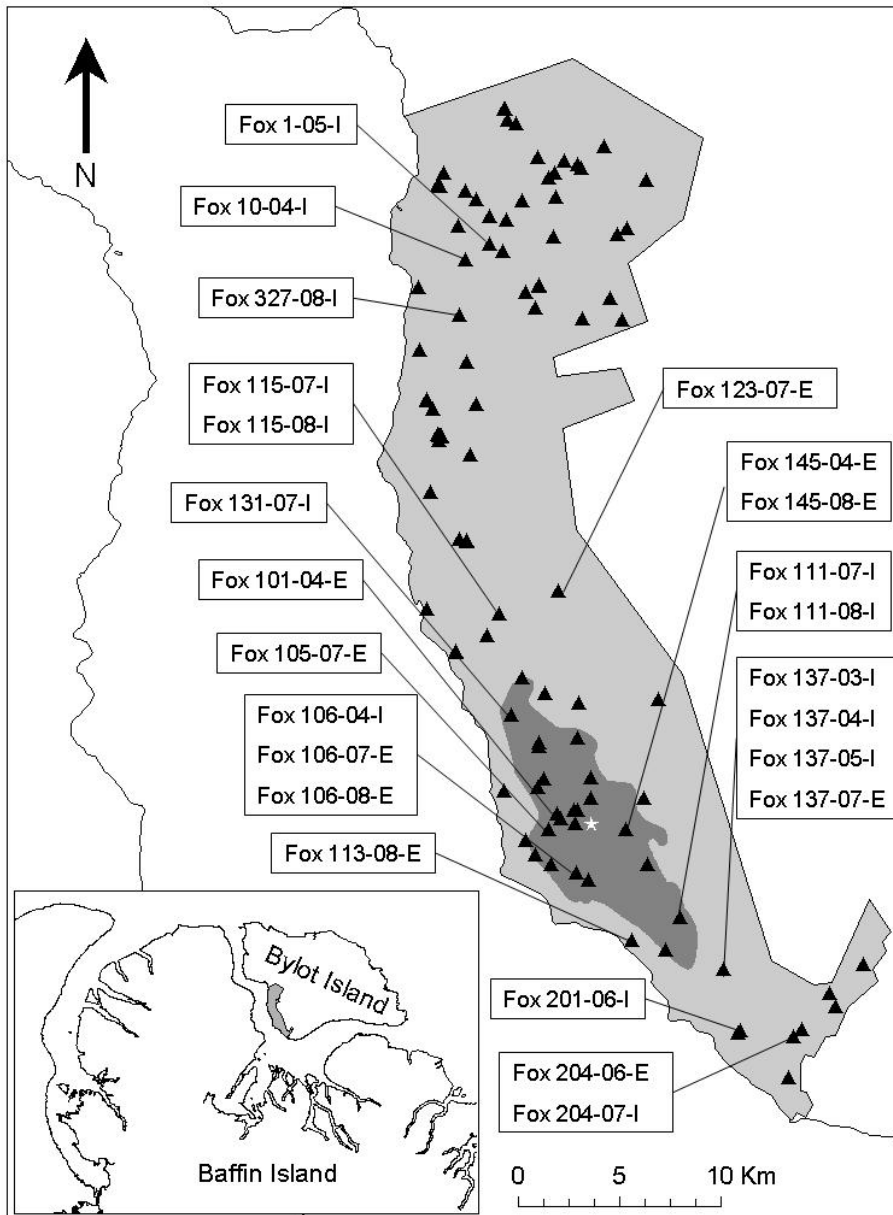 N
Fox 1-05-I
Fox 10-04-I
Fox 327-08-I
Fox 115-07-I
Fox 115-08-I
Fox 123-07-E
Fox 145-04-E
Fox 145-08-E
Fox 131-07-I
Fox 101-04-E
Fox 111-07-I
Fox 111-08-I
Fox 105-07-E
Fox 106-04-I
Fox 106-07-E
Fox 106-08-E
Fox 137-03-I
Fox 137-04-I
Fox 137-05-I
Fox 137-07-E
Fox 113-08-E
Fox 201-06-I
Fox 204-06-E
Fox 204-07-I
Bylot Island
Baffin Island
0 5 10 Km